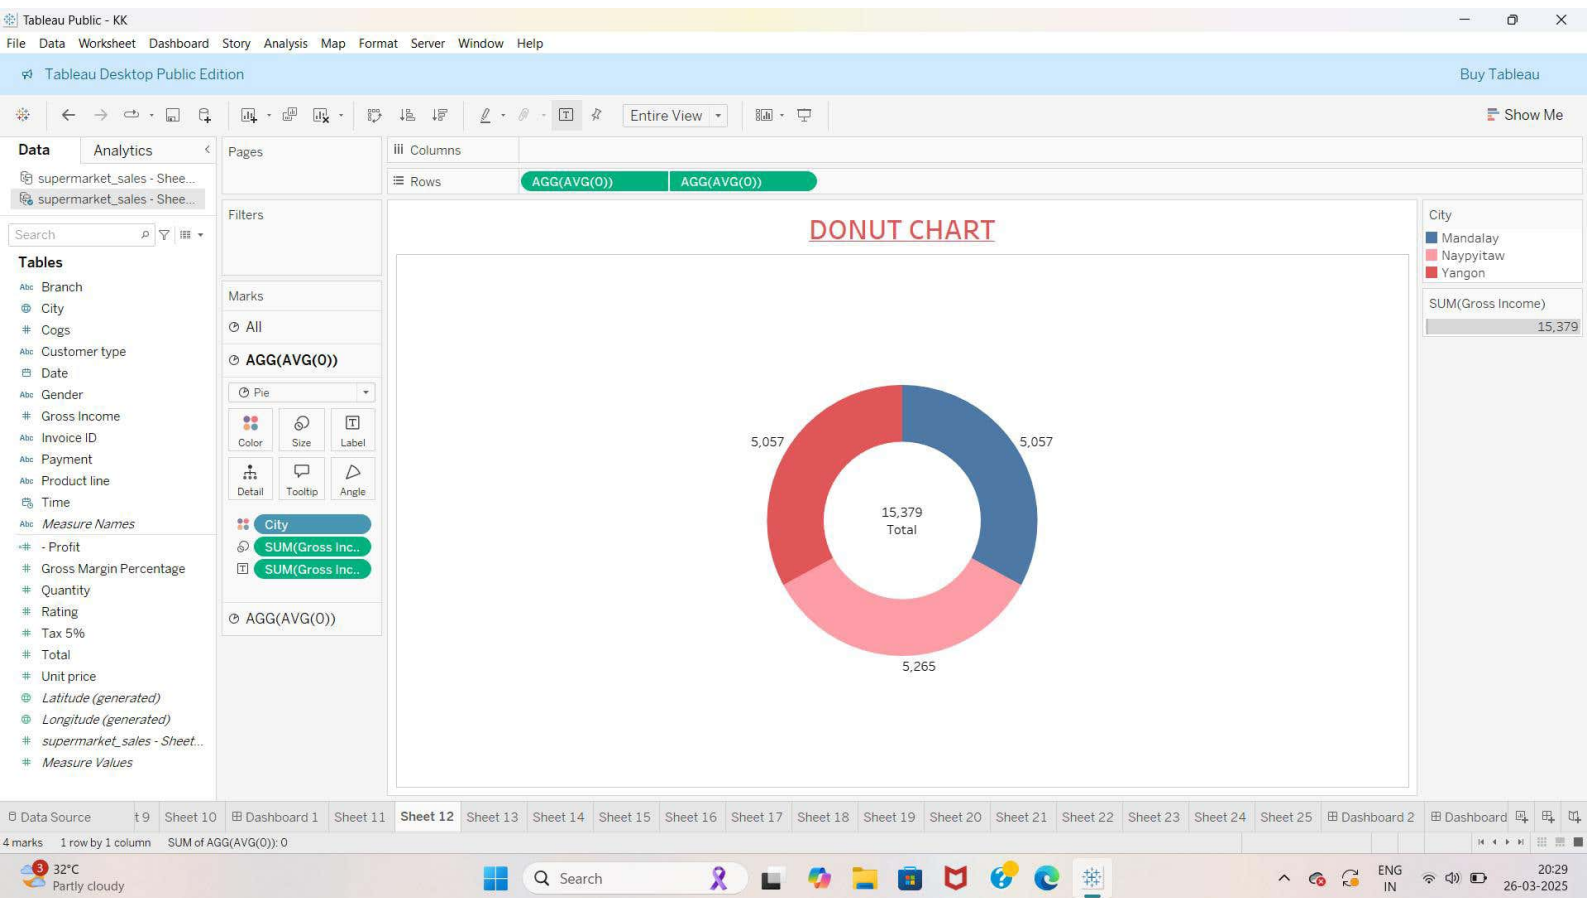 Tableau Public - KK
File Data Worksheet Dashboard Story Analysis Map Format Server Window Help
Tableau Desktop Public Edition Buy Tableau
Entire View Show Me
Data Analytics
supermarket_sales - Shee...
supermarket_sales - Shee...
Search
Tables
Abc Branch
City
# Cogs
Abc Customer type
Date
Abc Gender
# Gross Income
Abc Invoice ID
Abc Payment
Abc Product line
Time
Abc Measure Names
# - Profit
# Gross Margin Percentage
# Quantity
# Rating
# Tax 5%
# Total
# Unit price
Latitude (generated)
Longitude (generated)
# supermarket_sales - Sheet...
# Measure Values
Pages
Filters
Marks
All
AGG(AVG(0))
Pie
Color Size Label
Detail Tooltip Angle
City
SUM(Gross Inc..
SUM(Gross Inc..
AGG(AVG(0))
Columns
Rows AGG(AVG(0)) AGG(AVG(0))
DONUT CHART
5,057 5,057
15,379
Total
5,265
City
Mandalay
Naypyitaw
Yangon
SUM(Gross Income)
15,379
Data Source t 9 Sheet 10 Dashboard 1 Sheet 11 Sheet 12 Sheet 13 Sheet 14 Sheet 15 Sheet 16 Sheet 17 Sheet 18 Sheet 19 Sheet 20 Sheet 21 Sheet 22 Sheet 23 Sheet 24 Sheet 25 Dashboard 2 Dashboard
4 marks 1 row by 1 column SUM of AGG(AVG(0)): 0
3 32°C
Partly cloudy
Search
ENG
IN
20:29
26-03-2025